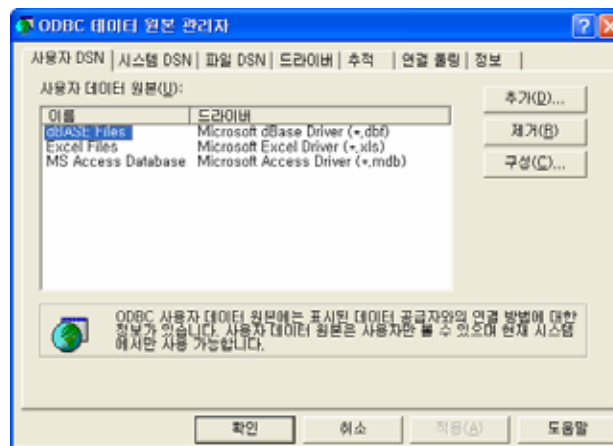 ODBC 데이터 원본 관리자
사용자 DSN 시스템 DSN 파일 DSN 드라이버 추적 연결 풀링 정보
사용자 데이터 원본(U):
이름 드라이버
dBASE Files Microsoft dBase Driver (*.dbf)
Excel Files Microsoft Excel Driver (*.xls)
MS Access Database Microsoft Access Driver (*.mdb)
추가(D)...
제거(R)
구성(C)...
ODBC 사용자 데이터 원본에는 표시된 데이터 공급자와의 연결 방법에 대한
정보가 있습니다. 사용자 데이터 원본은 사용자만 볼 수 있으며 현재 시스템
에서만 사용 가능합니다.
확인 취소 적용(A) 도움말